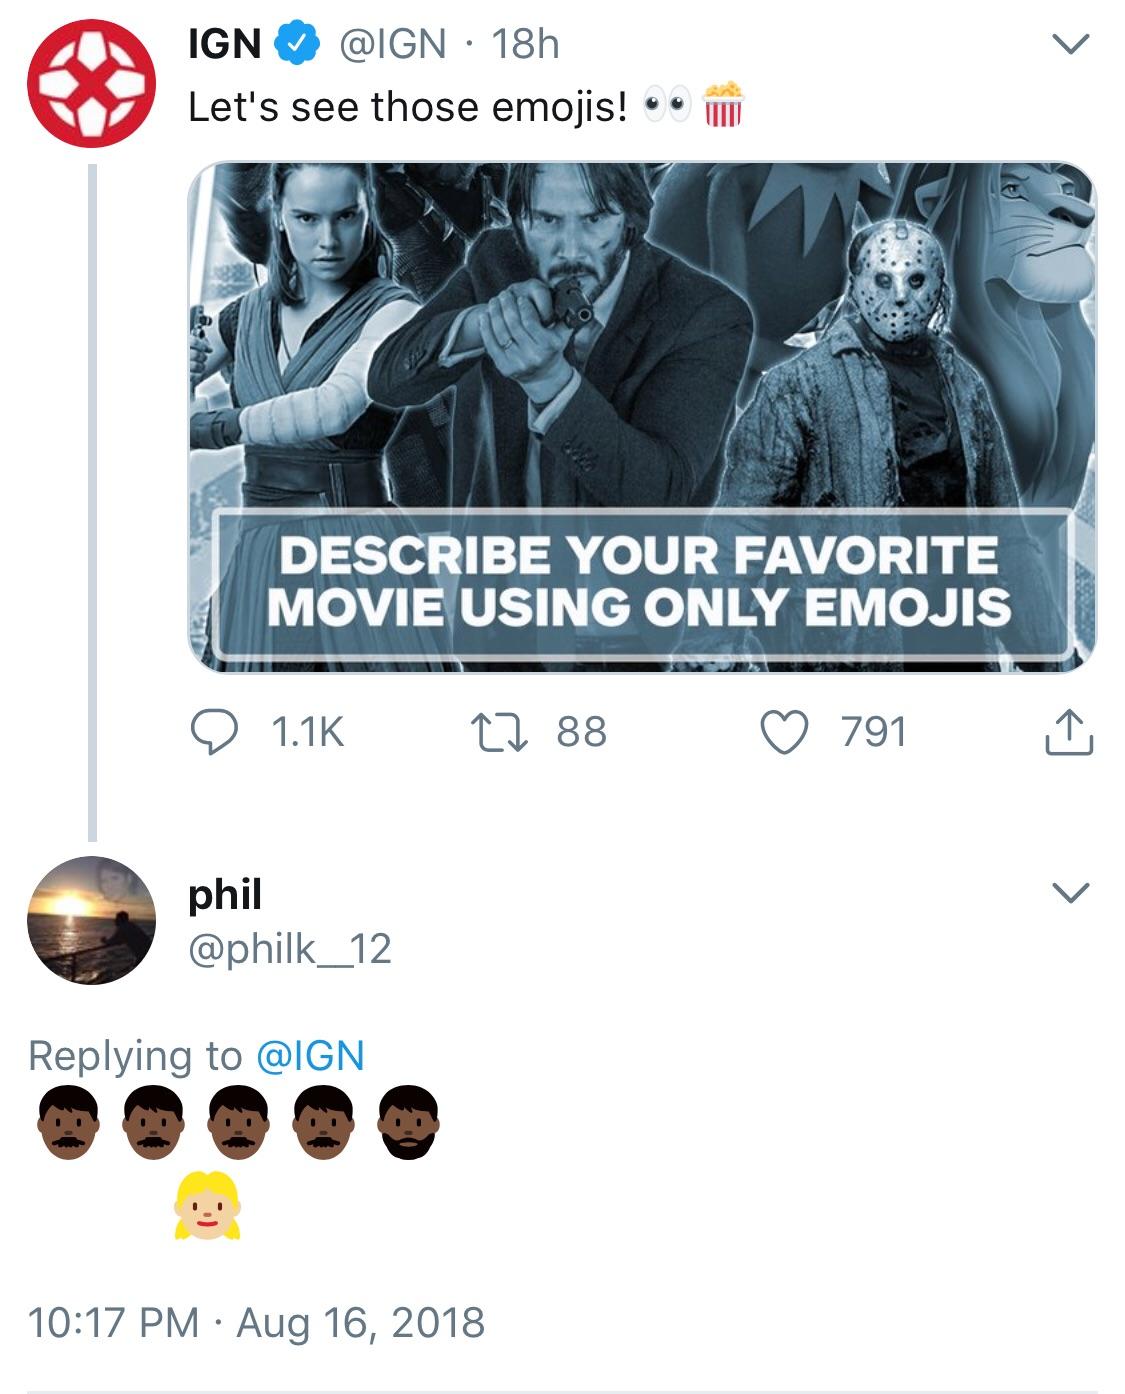 IGN @IGN · 18h
Let's see those emojis! 👀🍿
DESCRIBE YOUR FAVORITE
MOVIE USING ONLY EMOJIS
1.1K 88 791
phil
@philk__12
Replying to @IGN
👨🏿👨🏿👨🏿👨🏿🧔🏿
👱🏼‍♀️
10:17 PM · Aug 16, 2018